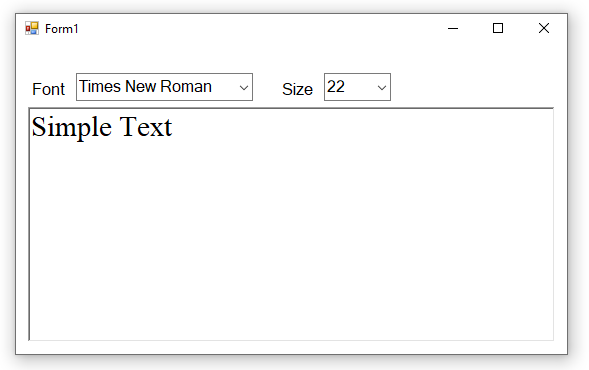 Form1
Font Times New Roman Size 22
Simple Text